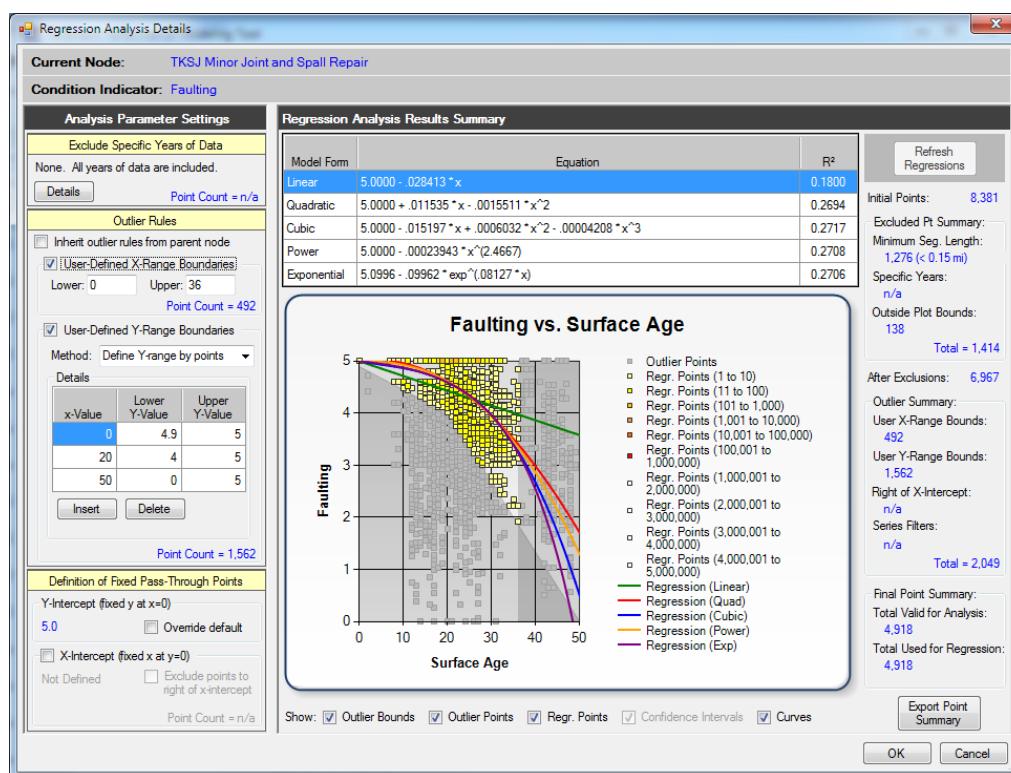 Regression Analysis Details
Current Node: TKSJ Minor Joint and Spall Repair
Condition Indicator: Faulting
Analysis Parameter Settings
Exclude Specific Years of Data
None. All years of data are included.
Details
Point Count = n/a
Outlier Rules
Inherit outlier rules from parent node
User-Defined X-Range Boundaries
Lower: 0 Upper: 36
Point Count = 492
User-Defined Y-Range Boundaries
Method: Define Y-range by points
Details
x-Value Lower Y-Value Upper Y-Value
0 4.9 5
20 4 5
50 0 5
Insert Delete
Point Count = 1,562
Definition of Fixed Pass-Through Points
Y-Intercept (fixed y at x=0)
5.0 Override default
X-Intercept (fixed x at y=0)
Not Defined Exclude points to
right of x-intercept
Point Count = n/a
Regression Analysis Results Summary
Model Form Equation R²
Linear 5.0000 - .028413 * x 0.1800
Quadratic 5.0000 + .011535 * x - .0015511 * x^2 0.2694
Cubic 5.0000 - .015197 * x + .0006032 * x^2 - .00004208 * x^3 0.2717
Power 5.0000 - .00023943 * x^(2.4667) 0.2708
Exponential 5.0996 - .09962 * exp^(.08127 * x) 0.2706
Faulting vs. Surface Age
Faulting
5
4
3
2
1
0
0 10 20 30 40 50
Surface Age
Outlier Points
Regr. Points (1 to 10)
Regr. Points (11 to 100)
Regr. Points (101 to 1,000)
Regr. Points (1,001 to 10,000)
Regr. Points (10,001 to 100,000)
Regr. Points (100,001 to
1,000,000)
Regr. Points (1,000,001 to
2,000,000)
Regr. Points (2,000,001 to
3,000,000)
Regr. Points (3,000,001 to
4,000,000)
Regr. Points (4,000,001 to
5,000,000)
Regression (Linear)
Regression (Quad)
Regression (Cubic)
Regression (Power)
Regression (Exp)
Show: Outlier Bounds Outlier Points Regr. Points Confidence Intervals Curves
Refresh
Regressions
Initial Points: 8,381
Excluded Pt Summary:
Minimum Seg. Length:
1,276 (< 0.15 mi)
Specific Years:
n/a
Outside Plot Bounds:
138
Total = 1,414
After Exclusions: 6,967
Outlier Summary:
User X-Range Bounds:
492
User Y-Range Bounds:
1,562
Right of X-Intercept:
n/a
Series Filters:
n/a
Total = 2,049
Final Point Summary:
Total Valid for Analysis:
4,918
Total Used for Regression:
4,918
Export Point
Summary
OK Cancel